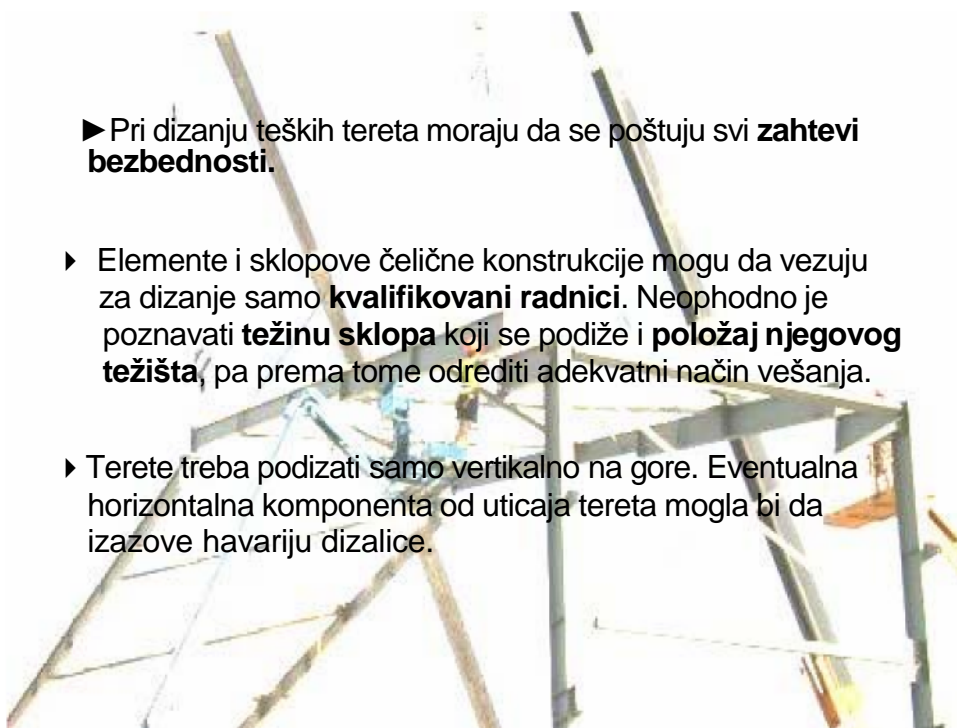 ►Pri dizanju teških tereta moraju da se poštuju svi zahtevi
bezbednosti.
Elemente i sklopove čelične konstrukcije mogu da vezuju
za dizanje samo kvalifikovani radnici. Neophodno je
poznavati težinu sklopa koji se podiže i položaj njegovog
težišta, pa prema tome odrediti adekvatni način vešanja.
Terete treba podizati samo vertikalno na gore. Eventualna
horizontalna komponenta od uticaja tereta mogla bi da
izazove havariju dizalice.